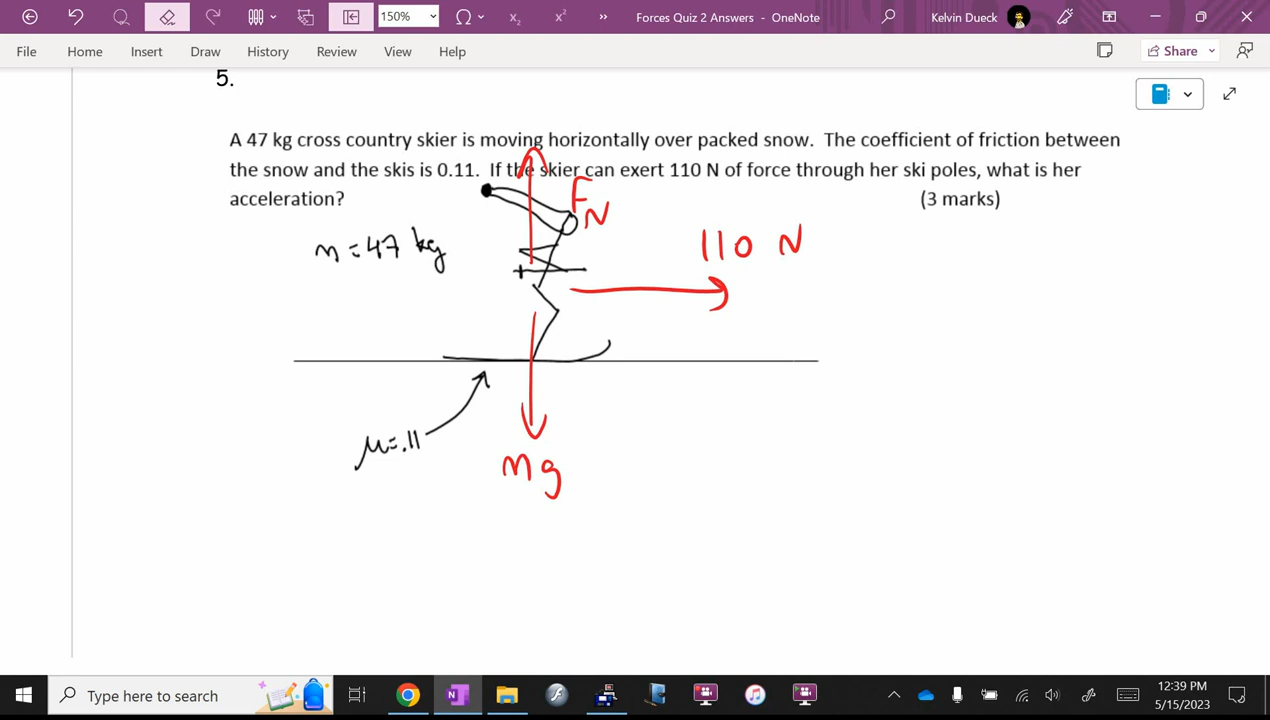 150%
Forces Quiz 2 Answers - OneNote
Kelvin Dueck
File Home Insert Draw History Review View Help
Share
5.
A 47 kg cross country skier is moving horizontally over packed snow. The coefficient of friction between
the snow and the skis is 0.11. If the skier can exert 110 N of force through her ski poles, what is her
acceleration? (3 marks)
m = 47 kg
FN
110 N
μ=.11
mg
Type here to search
12:39 PM
5/15/2023